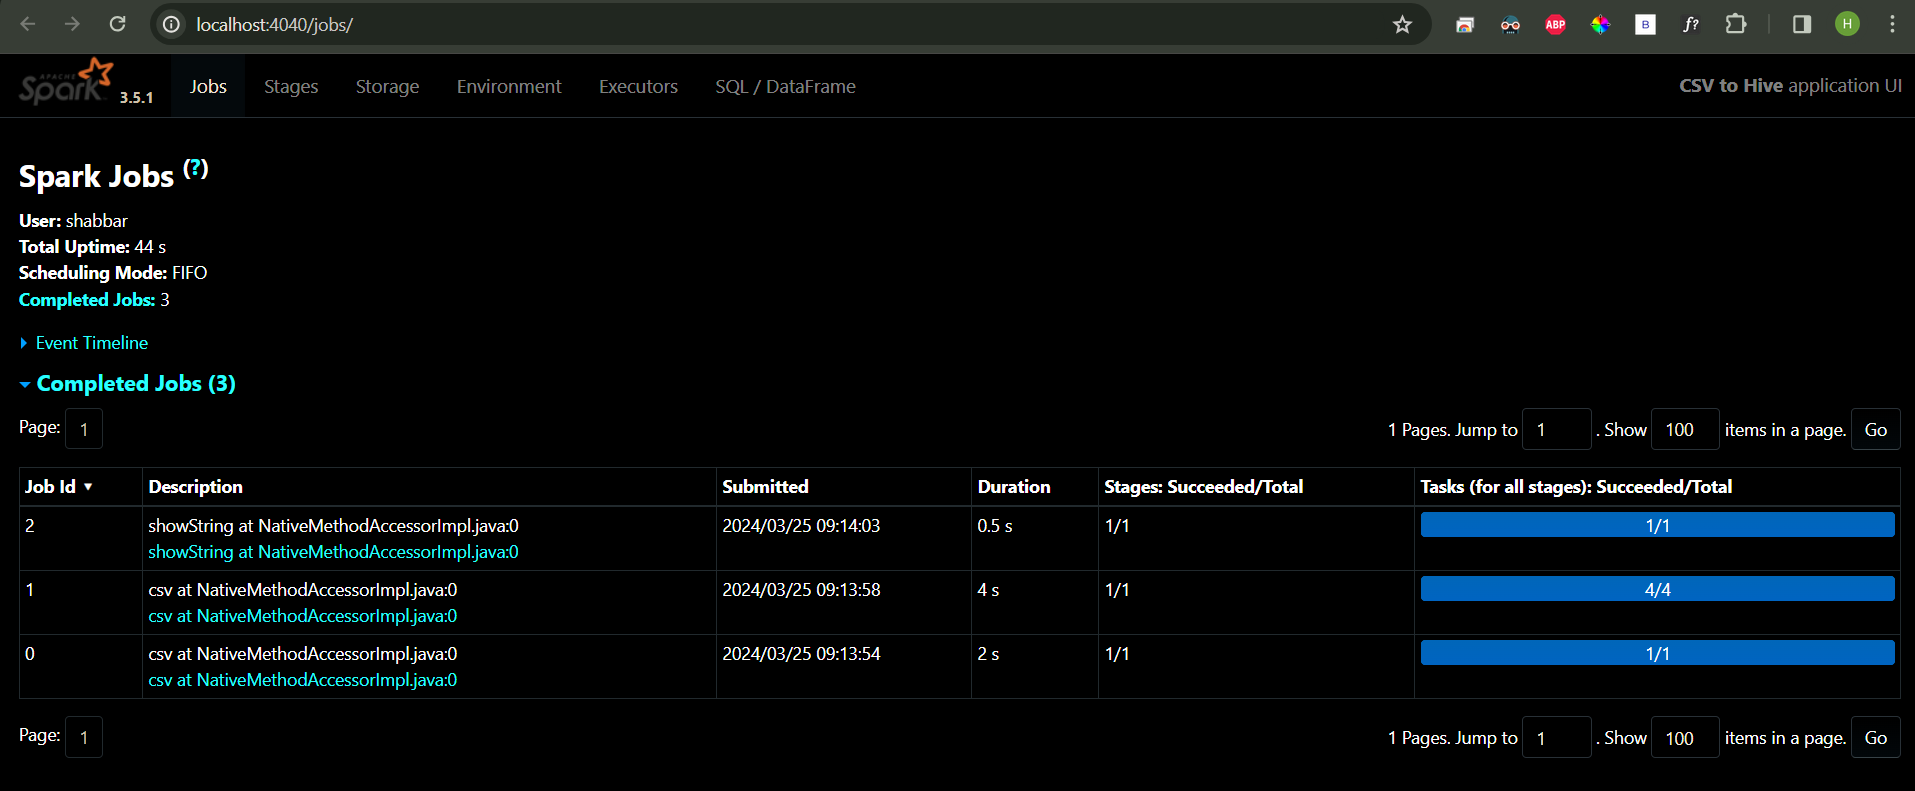 localhost:4040/jobs/
ABP
B
f?
H
APACHE
Spark 3.5.1
Jobs Stages Storage Environment Executors SQL / DataFrame
CSV to Hive application UI
Spark Jobs (?)
User: shabbar
Total Uptime: 44 s
Scheduling Mode: FIFO
Completed Jobs: 3
Event Timeline
Completed Jobs (3)
Page: 1
1 Pages. Jump to 1 . Show 100 items in a page. Go
Job Id ▾ Description Submitted Duration Stages: Succeeded/Total Tasks (for all stages): Succeeded/Total
2 showString at NativeMethodAccessorImpl.java:0 2024/03/25 09:14:03 0.5 s 1/1 1/1
showString at NativeMethodAccessorImpl.java:0
1 csv at NativeMethodAccessorImpl.java:0 2024/03/25 09:13:58 4 s 1/1 4/4
csv at NativeMethodAccessorImpl.java:0
0 csv at NativeMethodAccessorImpl.java:0 2024/03/25 09:13:54 2 s 1/1 1/1
csv at NativeMethodAccessorImpl.java:0
Page: 1
1 Pages. Jump to 1 . Show 100 items in a page. Go